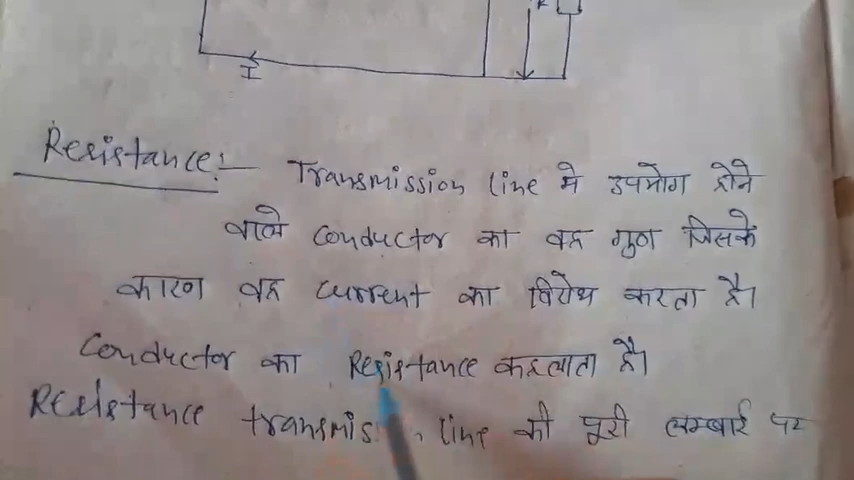 I
R
Resistance:- Transmission line मे उपयोग होने
वाले conductor का वह गुण जिसके
कारण वह current का विरोध करता है।
Conductor का Resistance कहलाता है।
Resistance transmis line की पूरी लम्बाई पर